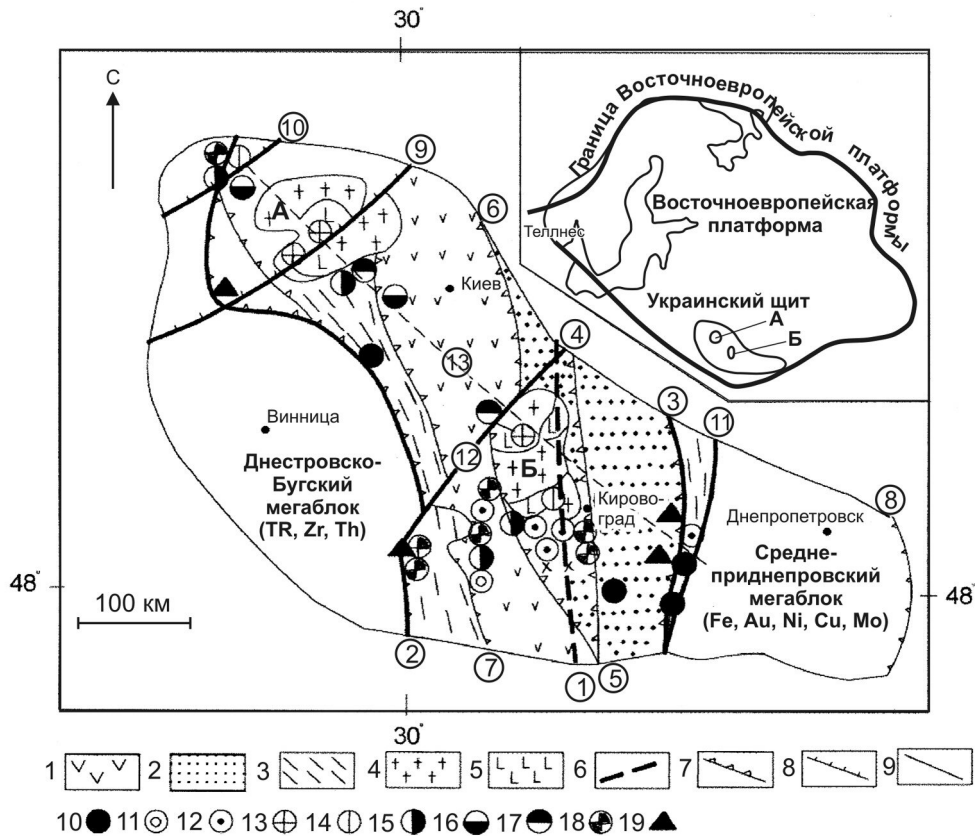 30°
С
10
9
6
А
Киев
4
13
3
11
Винница
12
Б
Днестровско-
Бугский
мегаблок
(TR, Zr, Th)
Кирово-
град
8
Днепропетровск
Средне-
приднепровский
мегаблок
(Fe, Au, Ni, Cu, Mo)
48°
48°
100 км
2
7
1
5
30°
Граница Восточноевропейской платформы
Восточноевропейская
платформа
Теллнес
Украинский щит
А
Б
1 2 3 4 5 6 7 8 9
10 11 12 13 14 15 16 17 18 19